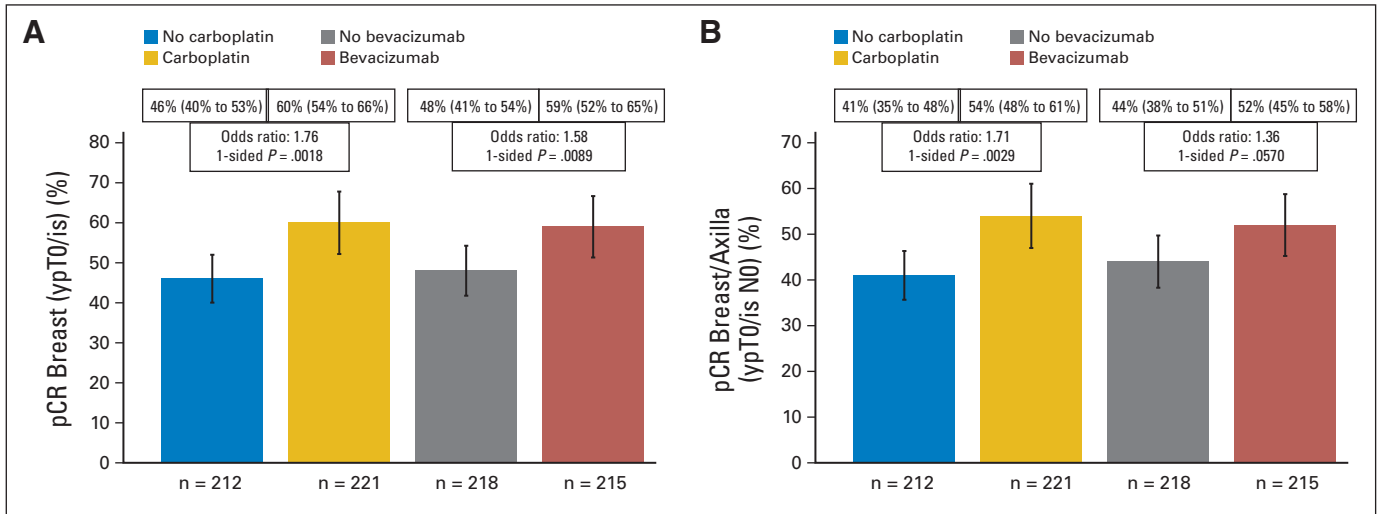 A
No carboplatin
No bevacizumab
Carboplatin
Bevacizumab
46% (40% to 53%)
60% (54% to 66%)
48% (41% to 54%)
59% (52% to 65%)
Odds ratio: 1.76
1-sided P = .0018
Odds ratio: 1.58
1-sided P = .0089
pCR Breast (ypT0/is) (%)
80
70
60
50
40
30
20
10
0
n = 212
n = 221
n = 218
n = 215
B
No carboplatin
No bevacizumab
Carboplatin
Bevacizumab
41% (35% to 48%)
54% (48% to 61%)
44% (38% to 51%)
52% (45% to 58%)
Odds ratio: 1.71
1-sided P = .0029
Odds ratio: 1.36
1-sided P = .0570
pCR Breast/Axilla
(ypT0/is N0) (%)
70
60
50
40
30
20
10
0
n = 212
n = 221
n = 218
n = 215